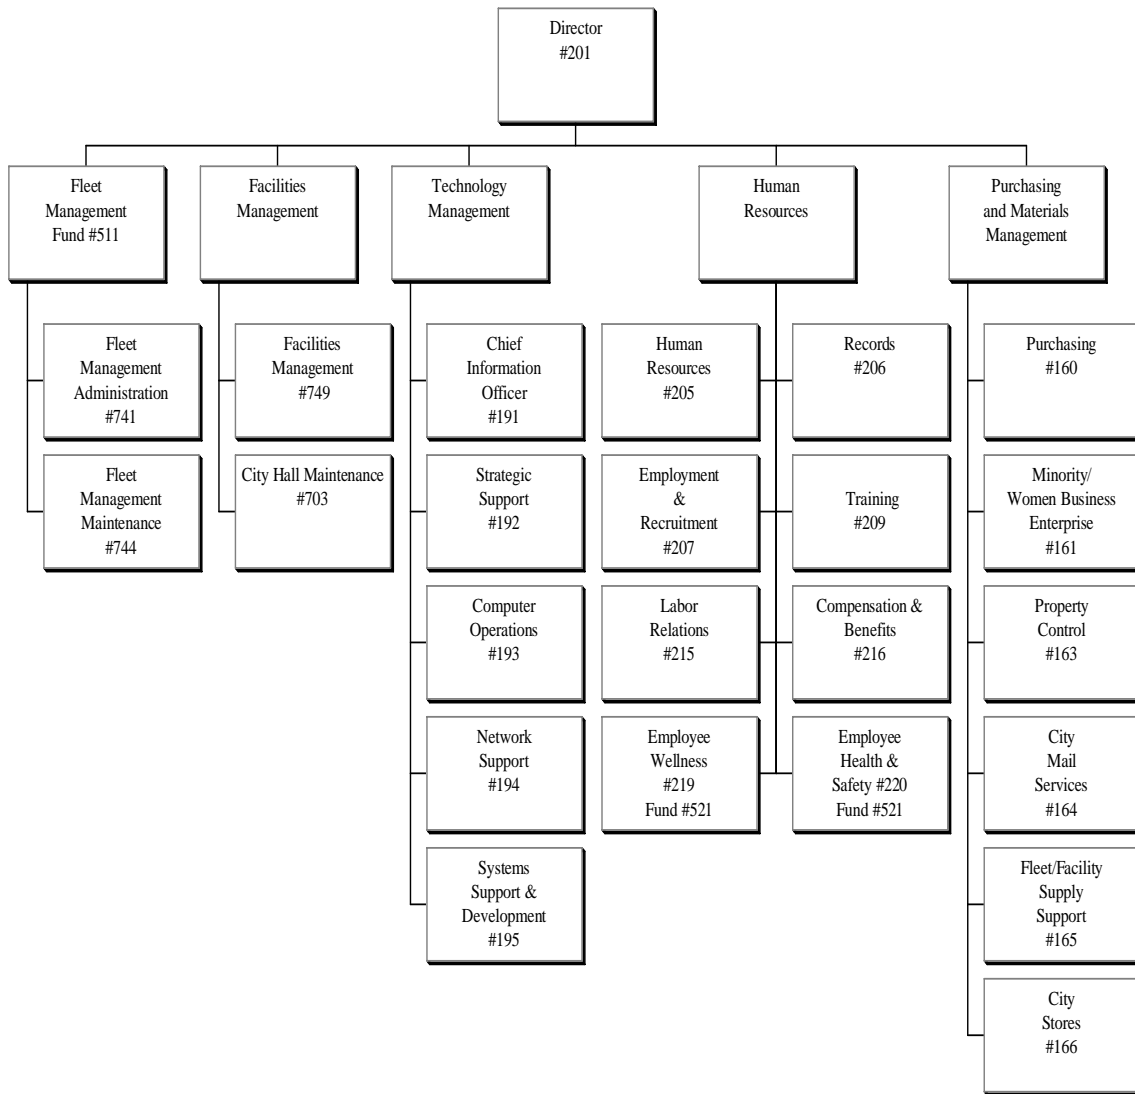 Director
#201
Fleet
Management
Fund #511
Facilities
Management
Technology
Management
Human
Resources
Purchasing
and Materials
Management
Fleet
Management
Administration
#741
Facilities
Management
#749
Chief
Information
Officer
#191
Human
Resources
#205
Records
#206
Purchasing
#160
Fleet
Management
Maintenance
#744
City Hall Maintenance
#703
Strategic
Support
#192
Employment
&
Recruitment
#207
Training
#209
Minority/
Women Business
Enterprise
#161
Computer
Operations
#193
Labor
Relations
#215
Compensation &
Benefits
#216
Property
Control
#163
Network
Support
#194
Employee
Wellness
#219
Fund #521
Employee
Health &
Safety #220
Fund #521
City
Mail
Services
#164
Systems
Support &
Development
#195
Fleet/Facility
Supply
Support
#165
City
Stores
#166